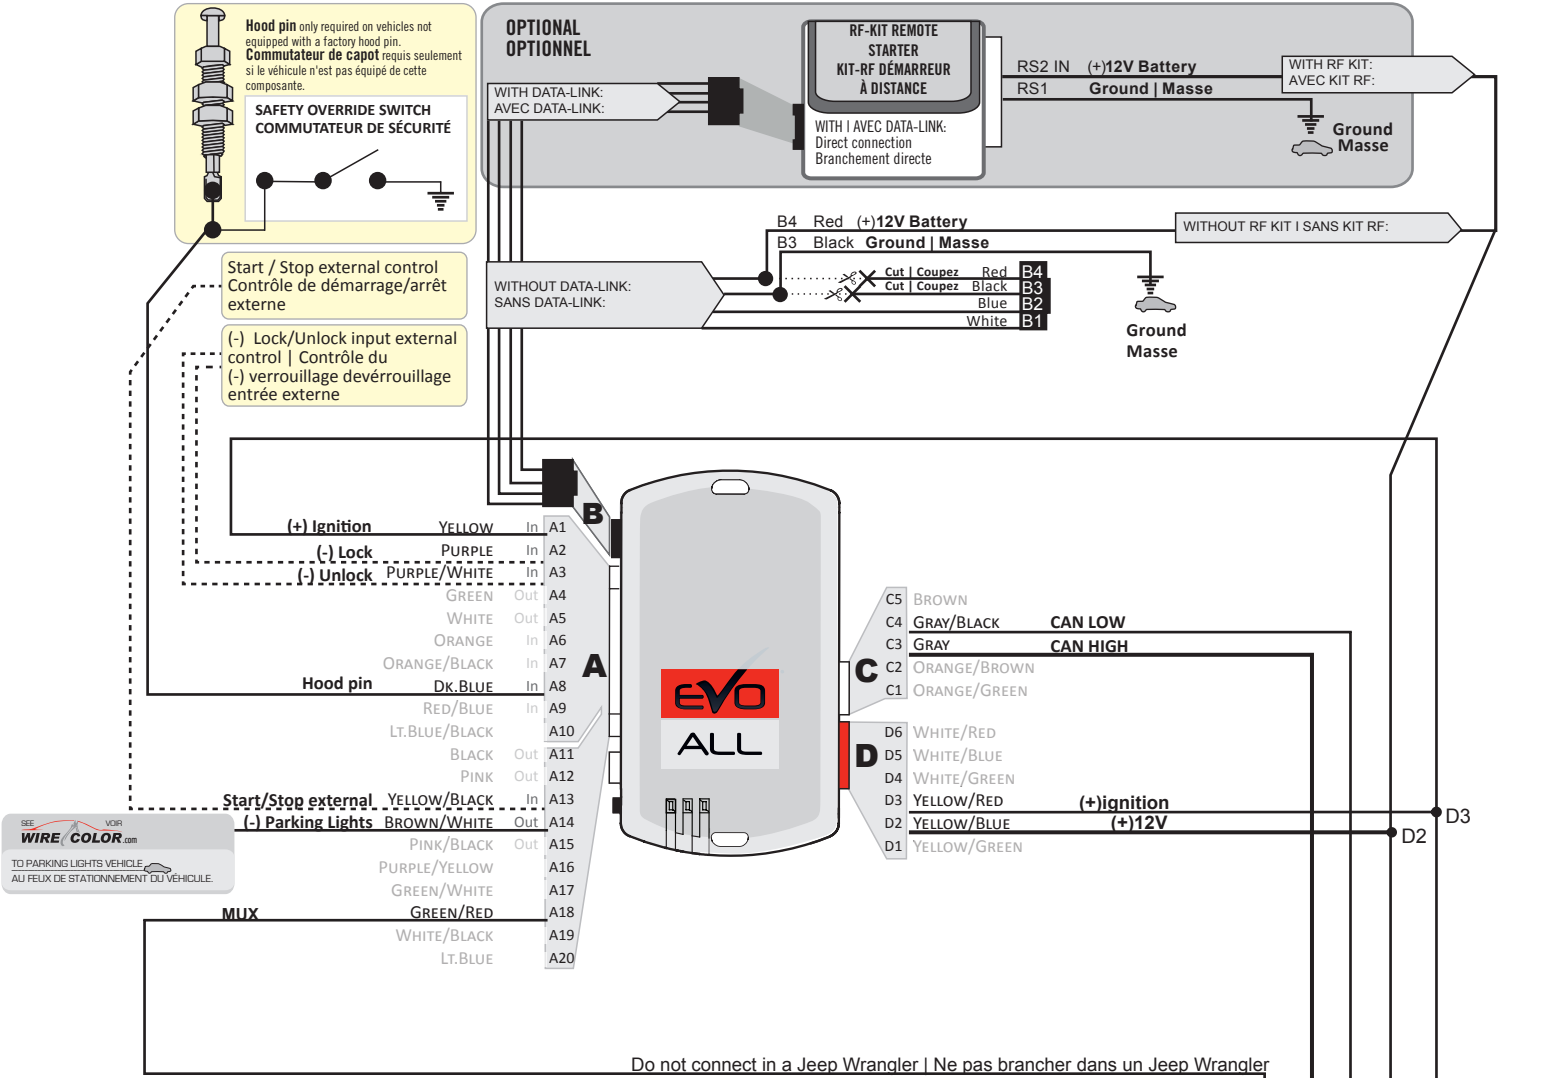 Hood pin only required on vehicles not
equipped with a factory hood pin.
Commutateur de capot requis seulement
si le véhicule n'est pas équipé de cette
composante.
SAFETY OVERRIDE SWITCH
COMMUTATEUR DE SÉCURITÉ
OPTIONAL
OPTIONNEL
WITH DATA-LINK:
AVEC DATA-LINK:
RF-KIT REMOTE
STARTER
KIT-RF DÉMARREUR
À DISTANCE
WITH I AVEC DATA-LINK:
Direct connection
Branchement directe
RS2 IN (+)12V Battery
RS1 Ground | Masse
WITH RF KIT:
AVEC KIT RF:
Ground
Masse
B4 Red (+)12V Battery
B3 Black Ground | Masse
WITHOUT RF KIT I SANS KIT RF:
WITHOUT DATA-LINK:
SANS DATA-LINK:
Cut | Coupez Red B4
Cut | Coupez Black B3
Blue B2
White B1
Ground
Masse
Start / Stop external control
Contrôle de démarrage/arrêt
externe
(-) Lock/Unlock input external
control | Contrôle du
(-) verrouillage devérrouillage
entrée externe
B
(+) Ignition YELLOW In A1
(-) Lock PURPLE In A2
(-) Unlock PURPLE/WHITE In A3
GREEN Out A4
WHITE Out A5
ORANGE In A6
ORANGE/BLACK In A7
Hood pin DK.BLUE In A8
RED/BLUE In A9
LT.BLUE/BLACK A10
BLACK Out A11
PINK Out A12
Start/Stop external YELLOW/BLACK In A13
(-) Parking Lights BROWN/WHITE Out A14
PINK/BLACK Out A15
PURPLE/YELLOW A16
GREEN/WHITE A17
MUX GREEN/RED A18
WHITE/BLACK A19
LT.BLUE A20
A
SEE VOIR
WIRE COLOR.com
TO PARKING LIGHTS VEHICLE
AU FEUX DE STATIONNEMENT DU VÉHICULE.
EVO
ALL
C
C5 BROWN
C4 GRAY/BLACK CAN LOW
C3 GRAY CAN HIGH
C2 ORANGE/BROWN
C1 ORANGE/GREEN
D
D6 WHITE/RED
D5 WHITE/BLUE
D4 WHITE/GREEN
D3 YELLOW/RED (+)ignition
D2 YELLOW/BLUE (+)12V
D1 YELLOW/GREEN
D3
D2
Do not connect in a Jeep Wrangler | Ne pas brancher dans un Jeep Wrangler